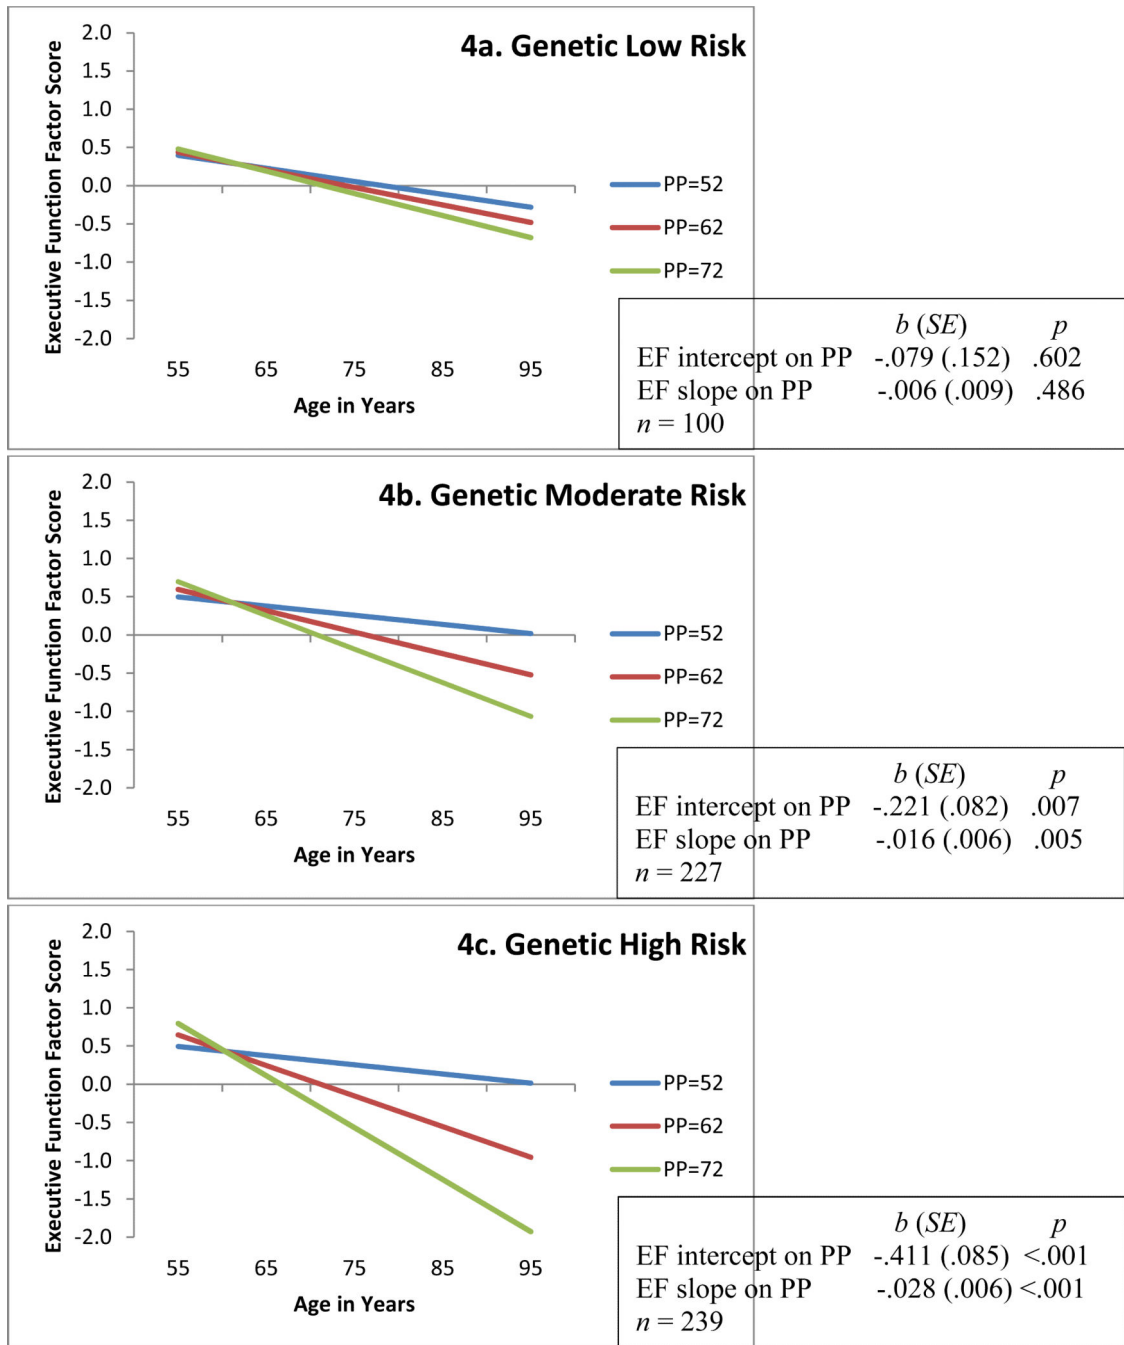 4a. Genetic Low Risk
Executive Function Factor Score
2.0
1.5
1.0
0.5
0.0
-0.5
-1.0
-1.5
-2.0
55 65 75 85 95
Age in Years
PP=52
PP=62
PP=72
b (SE) p
EF intercept on PP -.079 (.152) .602
EF slope on PP -.006 (.009) .486
n = 100
4b. Genetic Moderate Risk
Executive Function Factor Score
2.0
1.5
1.0
0.5
0.0
-0.5
-1.0
-1.5
-2.0
55 65 75 85 95
Age in Years
PP=52
PP=62
PP=72
b (SE) p
EF intercept on PP -.221 (.082) .007
EF slope on PP -.016 (.006) .005
n = 227
4c. Genetic High Risk
Executive Function Factor Score
2.0
1.5
1.0
0.5
0.0
-0.5
-1.0
-1.5
-2.0
55 65 75 85 95
Age in Years
PP=52
PP=62
PP=72
b (SE) p
EF intercept on PP -.411 (.085) <.001
EF slope on PP -.028 (.006) <.001
n = 239